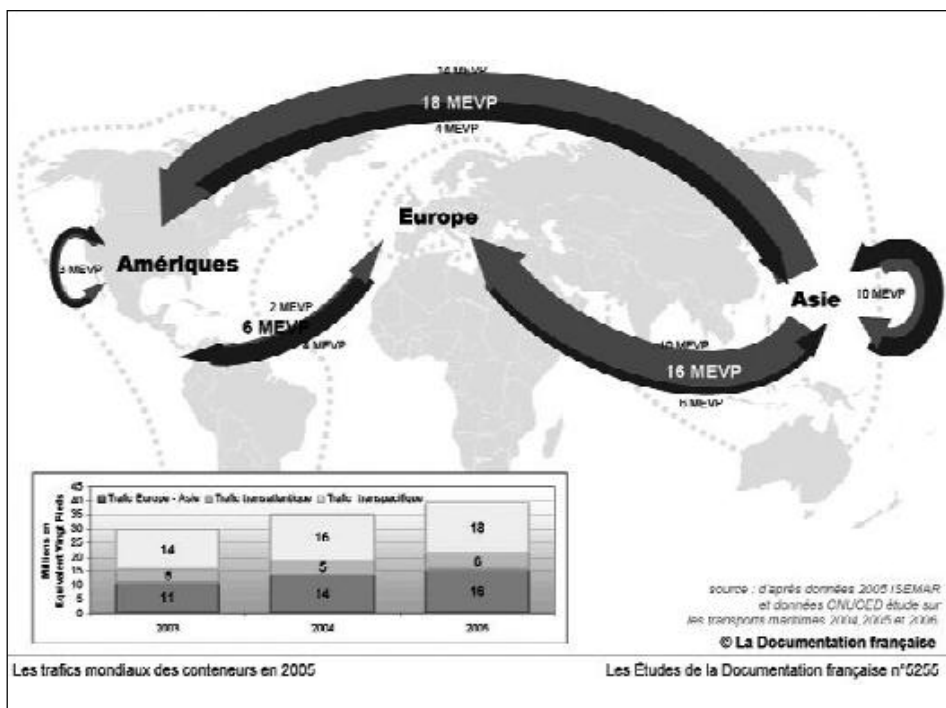 14 MEVP
18 MEVP
4 MEVP
Europe
Amériques
3 MEVP
Asie
10 MEVP
2 MEVP
6 MEVP
4 MEVP
10 MEVP
16 MEVP
6 MEVP
Millions en
Equivalent Vingt Pieds
45
40
35
30
25
20
15
10
5
0
Trafic Europe - Asie
Trafic transatlantique
Trafic Transpacifique
14
11
16
5
14
18
6
16
2003
2004
source : d'après données 2005 ISEMAR
et données CNUCED étude sur
les transports maritimes 2004, 2005 et 2006.
© La Documentation française
Les trafics mondiaux des conteneurs en 2005
Les Études de la Documentation française n°5255